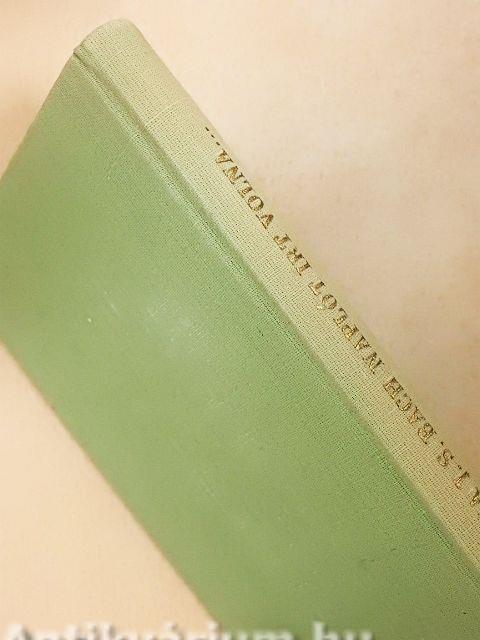 A I. S. BACH NAPLÓT IRT VOLNA...
Antikvárium.hu